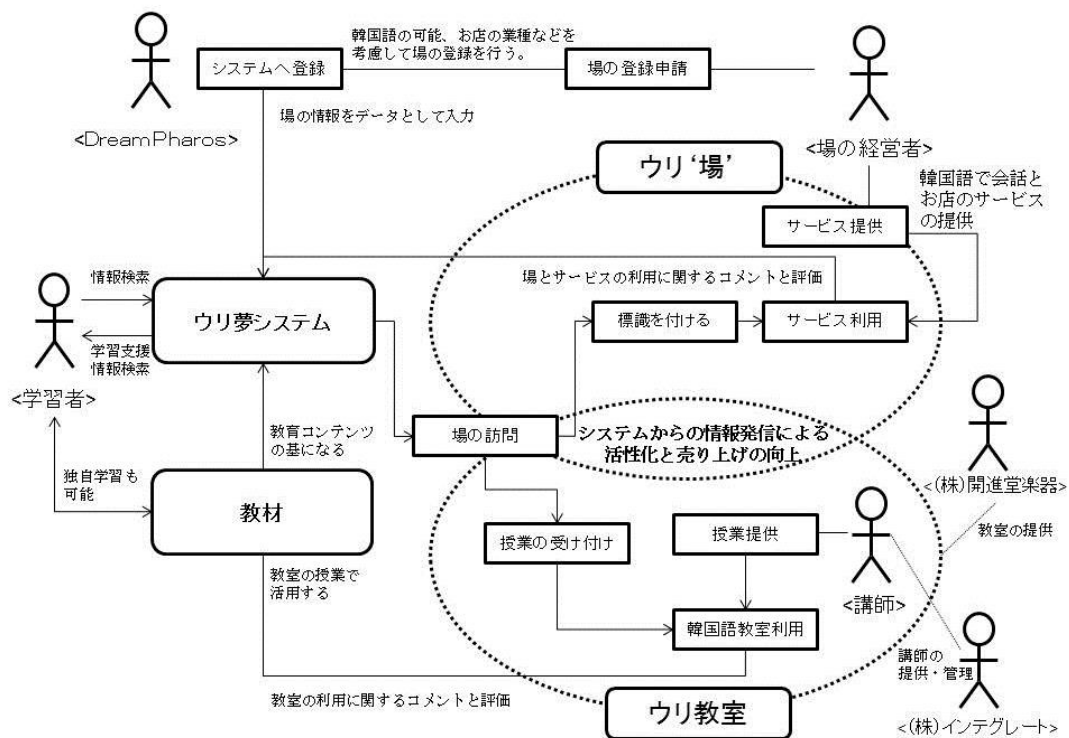 韓国語の可能、お店の業種などを
考慮して場の登録を行う。
システムへ登録
場の登録申請
場の情報をデータとして入力
<DreamPharos>
<場の経営者>
ウリ‘場’
韓国語で会話と
お店のサービス
の提供
サービス提供
情報検索
場とサービスの利用に関するコメントと評価
ウリ夢システム
標識を付ける
サービス利用
学習支援
情報検索
<学習者>
場の訪問
システムからの情報発信による
活性化と売り上げの向上
教育コンテンツ
の基になる
独自学習も
可能
教材
<(株)開進堂楽器>
教室の提供
授業の受け付け
授業提供
教室の授業で
活用する
<講師>
韓国語教室利用
講師の
提供・管理
教室の利用に関するコメントと評価
ウリ教室
<(株)インテグレート>